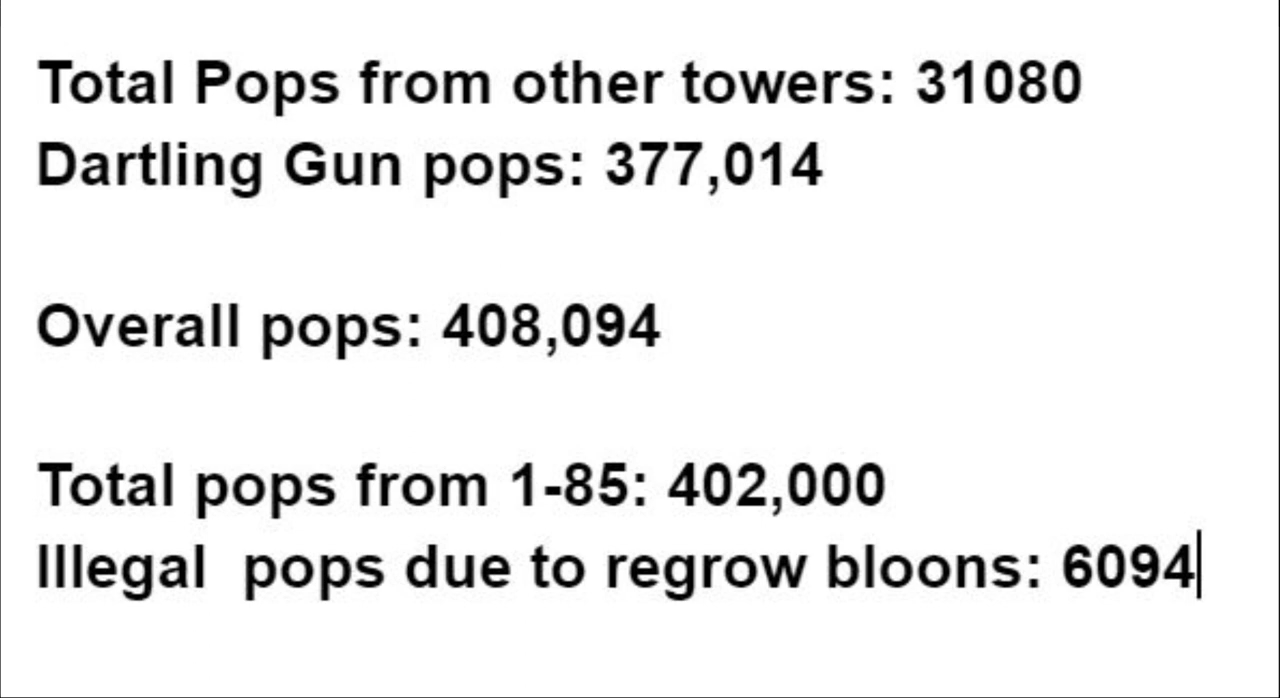 Total Pops from other towers: 31080
Dartling Gun pops: 377,014
Overall pops: 408,094
Total pops from 1-85: 402,000
Illegal  pops due to regrow bloons: 6094